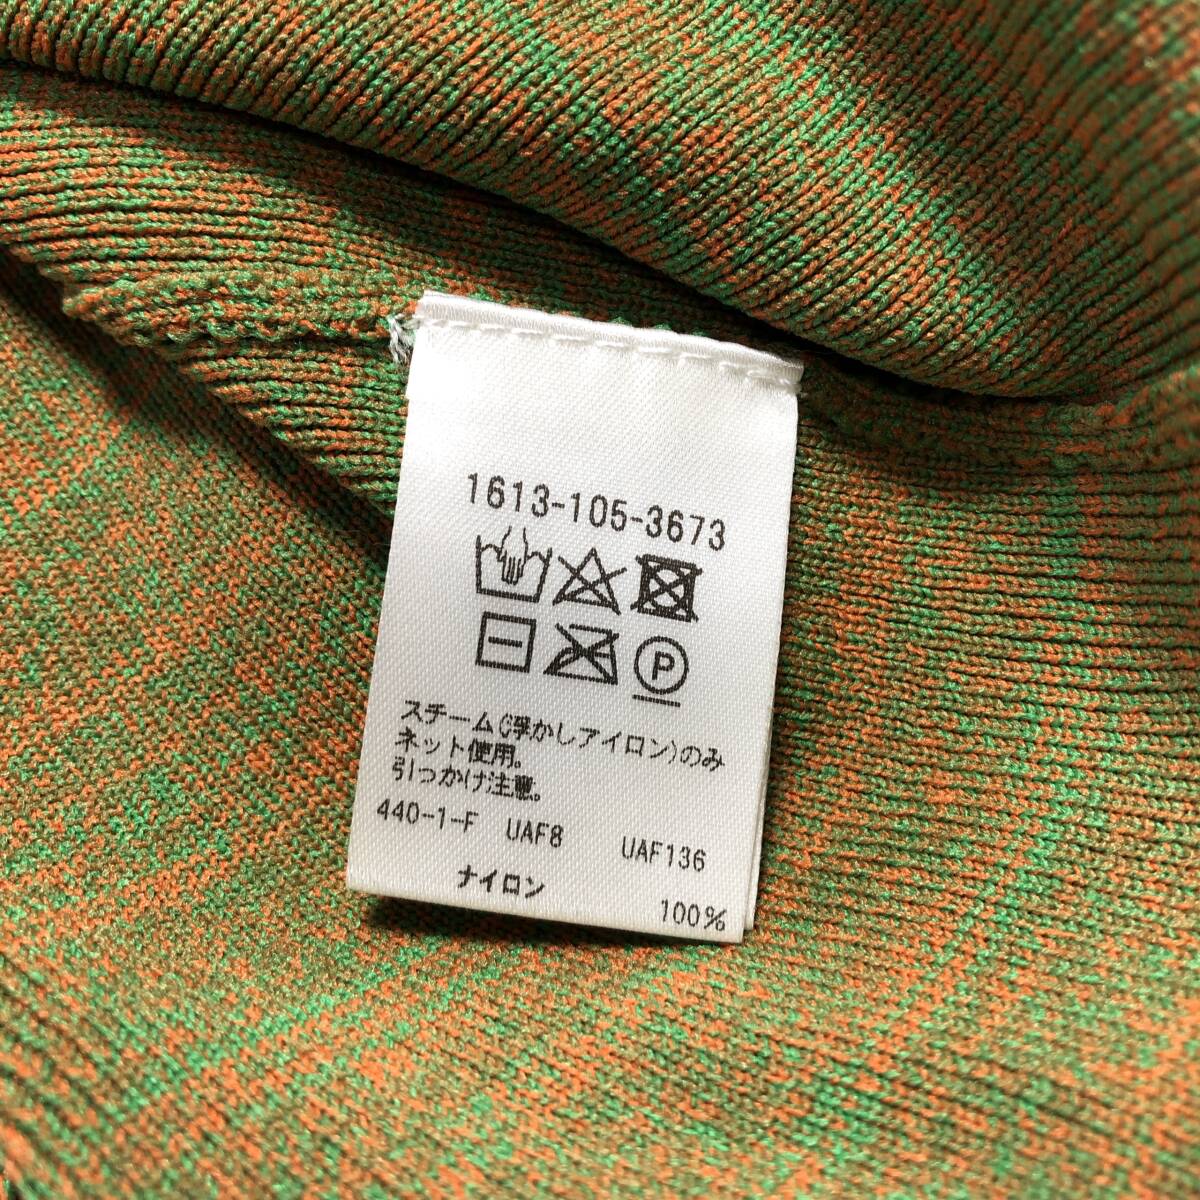 1613-105-3673
P
スチーム(浮かしアイロン)のみ
ネット使用。
引っかけ注意。
440-1-F UAF8 UAF136
ナイロン 100%